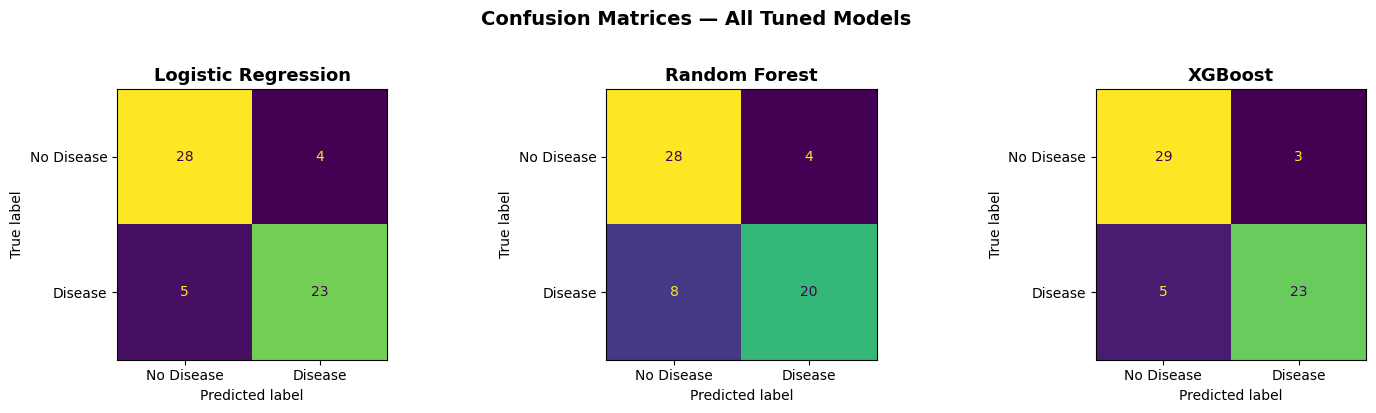 Confusion Matrices — All Tuned Models
Logistic Regression
No Disease
28
4
Disease
5
23
True label
No Disease
Disease
Predicted label
Random Forest
No Disease
28
4
Disease
8
20
True label
No Disease
Disease
Predicted label
XGBoost
No Disease
29
3
Disease
5
23
True label
No Disease
Disease
Predicted label